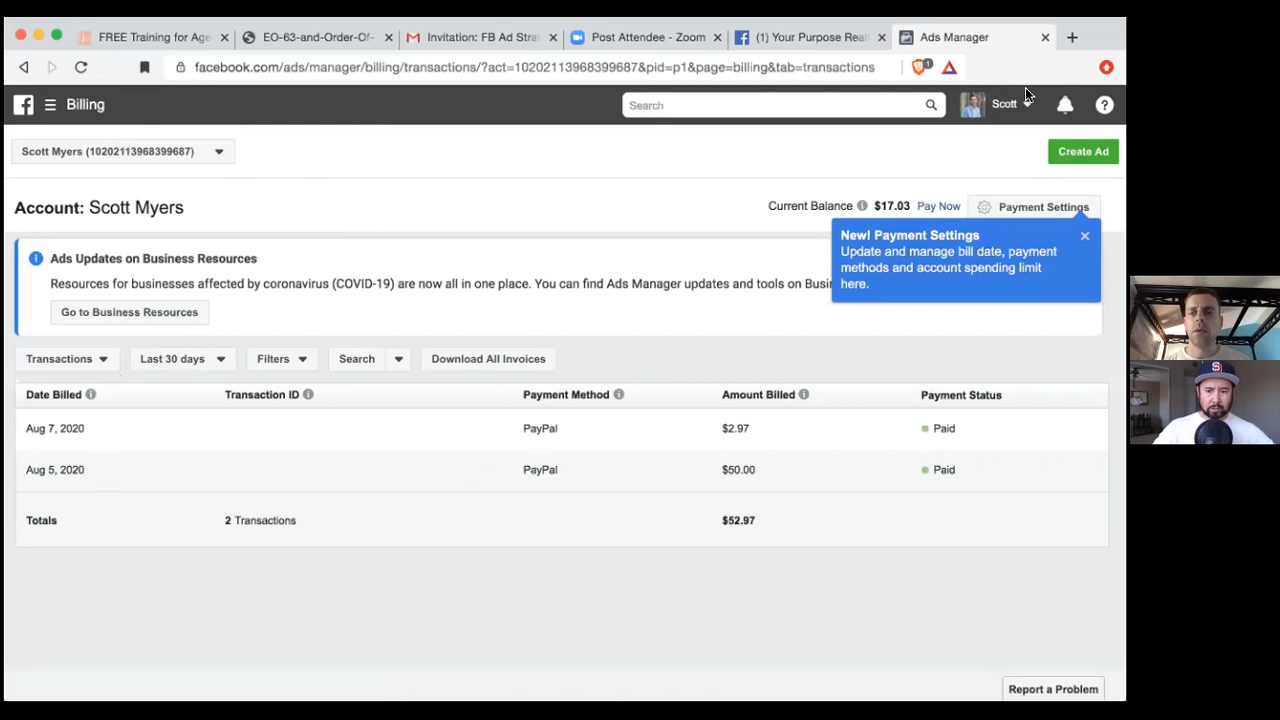 FREE Training for Age
EO-63-and-Order-Of-
Invitation: FB Ad Stra
Post Attendee - Zoom
(1) Your Purpose Real
Ads Manager
facebook.com/ads/manager/billing/transactions/?act=10202113968399687&pid=p1&page=billing&tab=transactions
1
Billing
Search
Scott
Scott Myers (10202113968399687)
Create Ad
Account: Scott Myers
Current Balance $17.03 Pay Now
Payment Settings
New! Payment Settings
Update and manage bill date, payment
methods and account spending limit
here.
Ads Updates on Business Resources
Resources for businesses affected by coronavirus (COVID-19) are now all in one place. You can find Ads Manager updates and tools on Busi
Go to Business Resources
Transactions
Last 30 days
Filters
Search
Download All Invoices
Date Billed Transaction ID Payment Method Amount Billed Payment Status
Aug 7, 2020 PayPal $2.97 Paid
Aug 5, 2020 PayPal $50.00 Paid
Totals 2 Transactions $52.97
Report a Problem